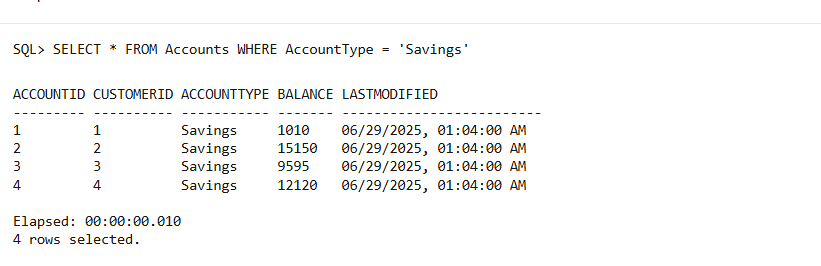 SQL> SELECT * FROM Accounts WHERE AccountType = 'Savings'
ACCOUNTID CUSTOMERID ACCOUNTTYPE BALANCE LASTMODIFIED
--------- ---------- ----------- ------- -------------------------
1         1          Savings     1010    06/29/2025, 01:04:00 AM
2         2          Savings     15150   06/29/2025, 01:04:00 AM
3         3          Savings     9595    06/29/2025, 01:04:00 AM
4         4          Savings     12120   06/29/2025, 01:04:00 AM
Elapsed: 00:00:00.010
4 rows selected.